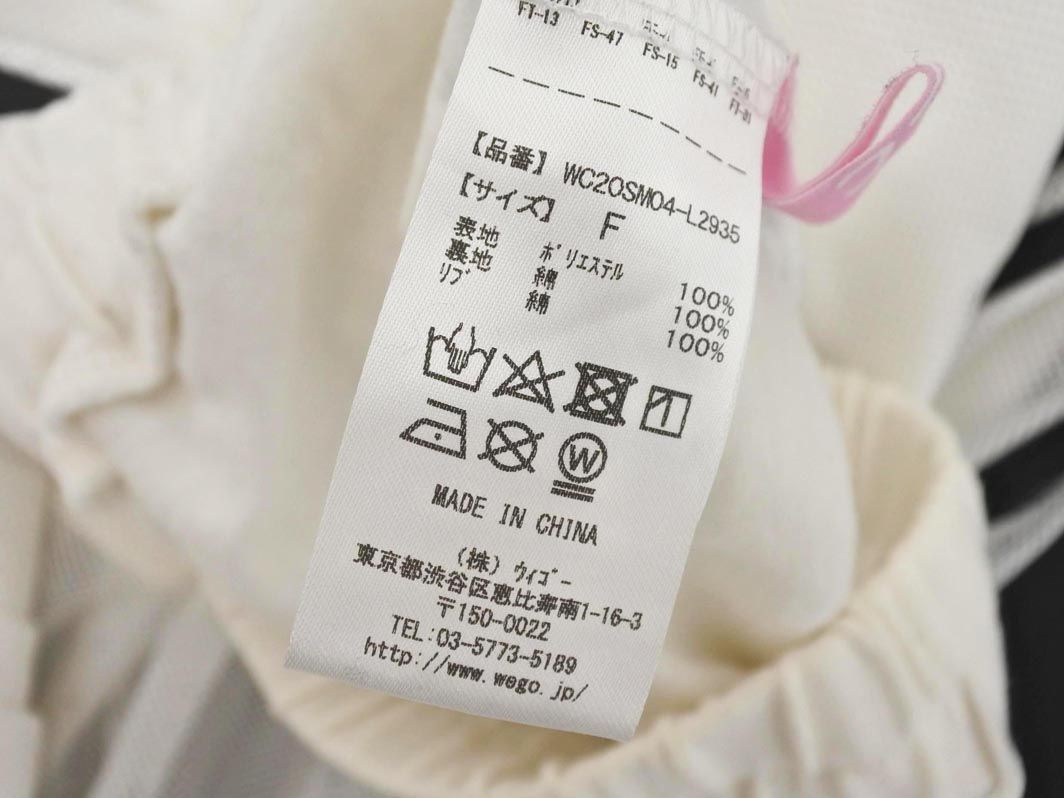 FT-13 FS-47 FS-15 FS-41 FT-01
【品番】 WC20SM04-L2935
【サイズ】 F
表地 ポリエステル 100%
裏地 綿 100%
リブ 綿 100%
W
MADE IN CHINA
(株) ウィゴー
東京都渋谷区恵比寿南1-16-3
〒150-0022
TEL:03-5773-5189
http://www.wego.jp/